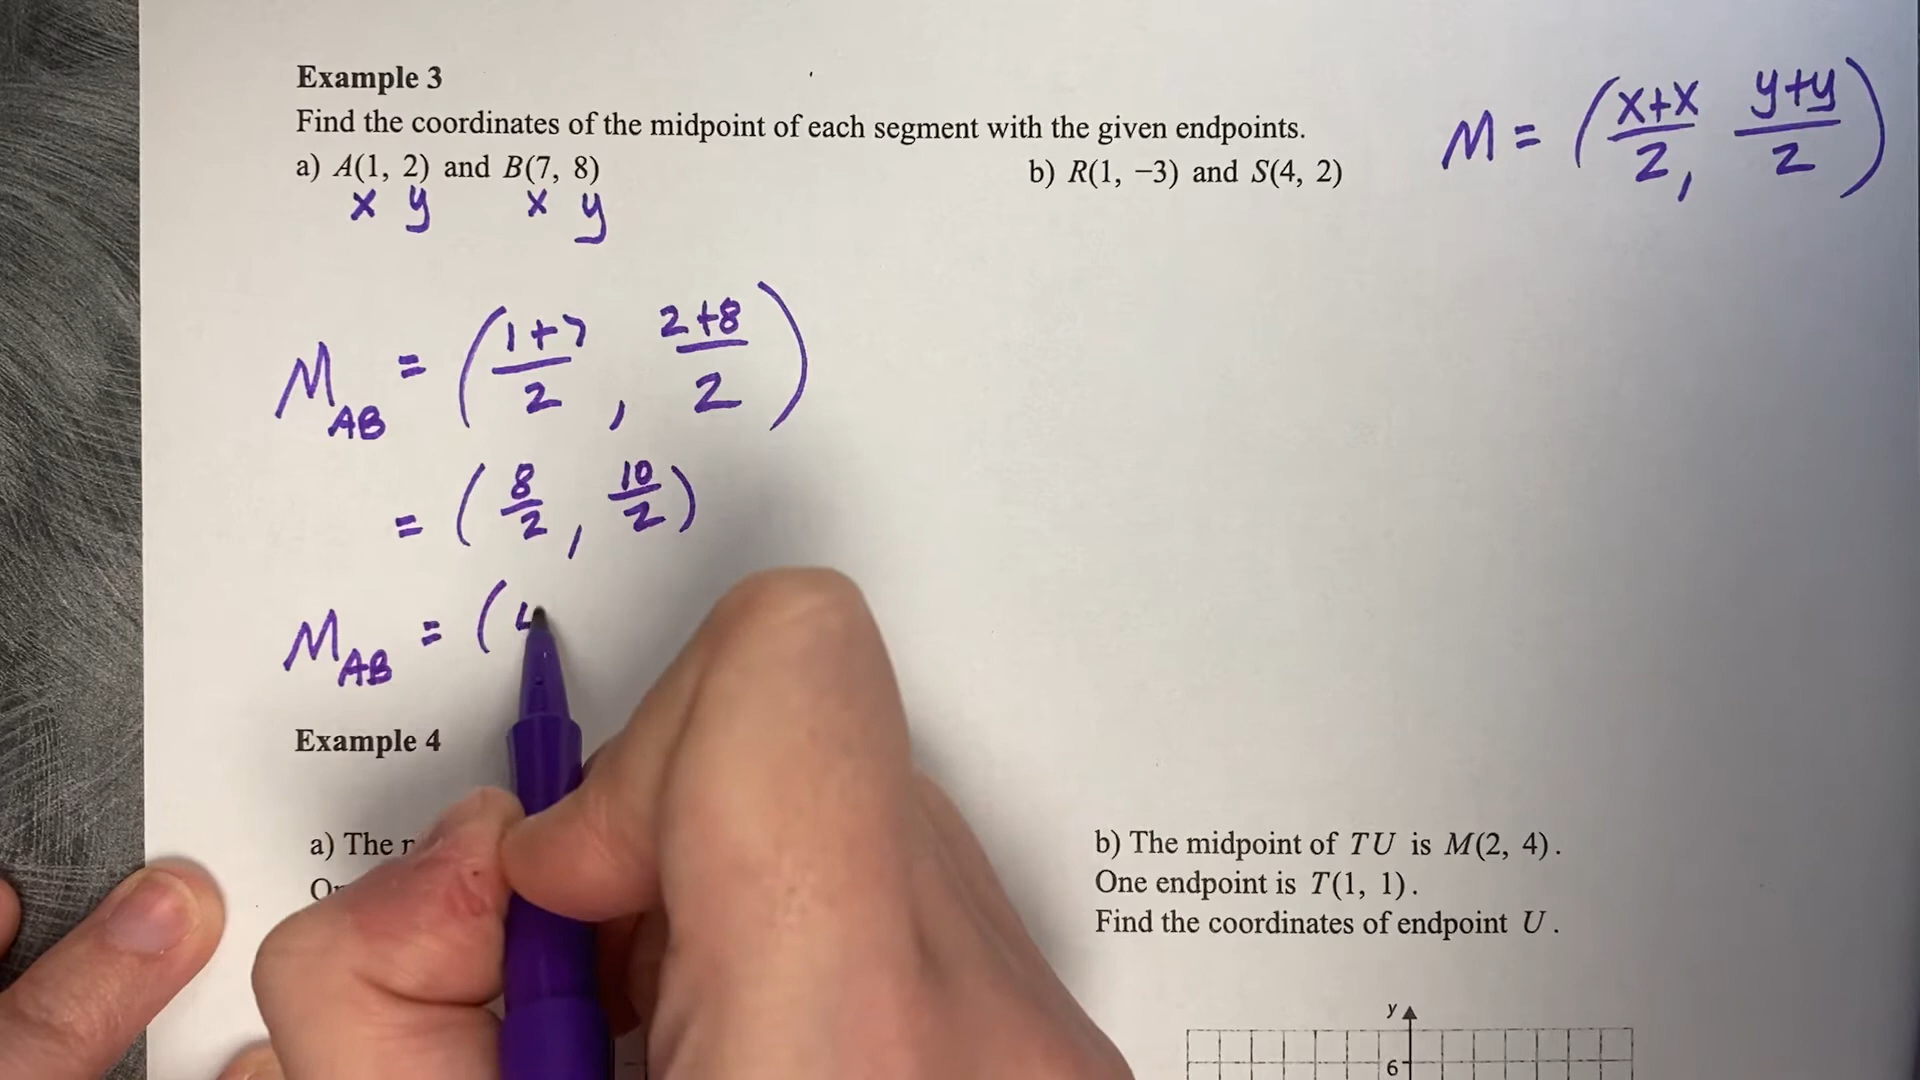 Example 3
Find the coordinates of the midpoint of each segment with the given endpoints.
a) A(1, 2) and B(7, 8)
x y x y
b) R(1, −3) and S(4, 2)
M = (x+x/2, y+y/2)
M_AB = (1+7/2, 2+8/2)
= (8/2, 10/2)
M_AB = (4
Example 4
a) The
b) The midpoint of TU is M(2, 4).
One endpoint is T(1, 1).
Find the coordinates of endpoint U.
y
6